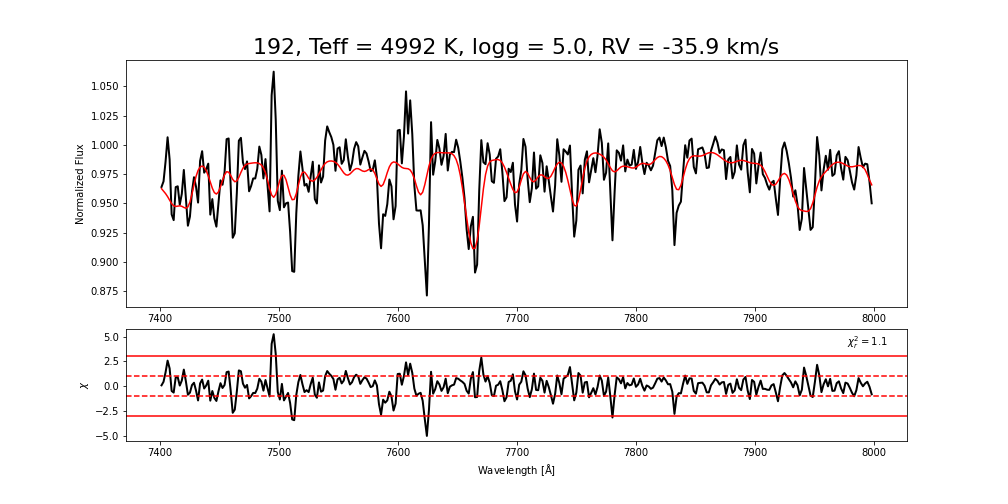 192, Teff = 4992 K, logg = 5.0, RV = -35.9 km/s
Normalized Flux
1.050
1.025
1.000
0.975
0.950
0.925
0.900
0.875
7400 7500 7600 7700 7800 7900 8000
χ
5.0
2.5
0.0
−2.5
−5.0
χ²ᵣ = 1.1
7400 7500 7600 7700 7800 7900 8000
Wavelength [Å]